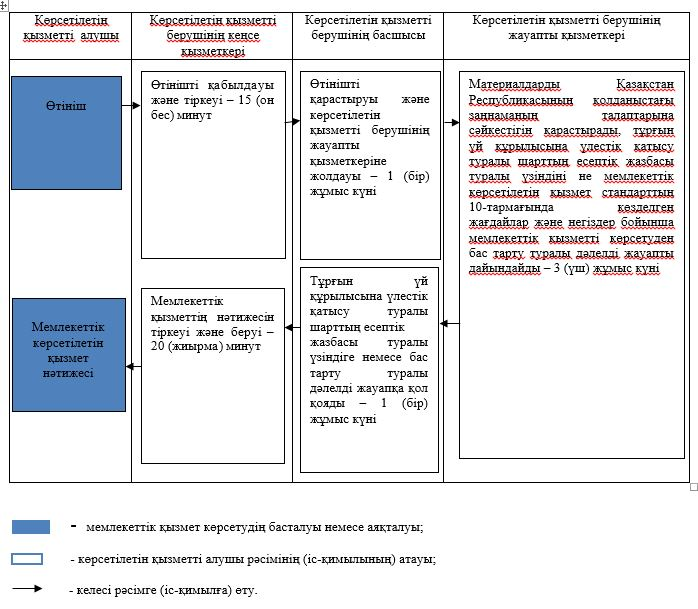 Көрсетілетін
қызметті алушы
Көрсетілетін қызметті
берушінің кеңсе
қызметкері
Көрсетілетін қызметті
берушінің басшысы
Көрсетілетін қызметті берушінің
жауапты қызметкері
Өтініш
Өтінішті қабылдауы
және тіркеуі – 15 (он
бес) минут
Өтінішті
қарастыруы және
көрсетілетін
қызметті берушінің
жауапты
қызметкеріне
жолдауы – 1 (бір)
жұмыс күні
Материалдарды Қазақстан
Республикасының қолданыстағы
заңнаманың талаптарына
сәйкестігін қарастырады, тұрғын
үй құрылысына үлестік қатысу
туралы шарттың есептік жазбасы
туралы үзіндіні не мемлекеттік
көрсетілетін қызмет стандарттың
10-тармағында көзделген
жағдайлар және негіздер бойынша
мемлекеттік қызметті көрсетуден
бас тарту туралы дәлелді жауапты
дайындайды – 3 (үш) жұмыс күні
Мемлекеттік
көрсетілетін
қызмет
нәтижесі
Мемлекеттік
қызметтің нәтижесін
тіркеуі және беруі –
20 (жиырма) минут
Тұрғын үй
құрылысына үлестік
қатысу туралы
шарттың есептік
жазбасы туралы
үзіндіге немесе бас
тарту туралы
дәлелді жауапқа қол
қояды – 1 (бір)
жұмыс күні
- мемлекеттік қызмет көрсетудің басталуы немесе аяқталуы;
- көрсетілетін қызметті алушы рәсімінің (іс-қимылының) атауы;
- келесі рәсімге (іс-қимылға) өту.